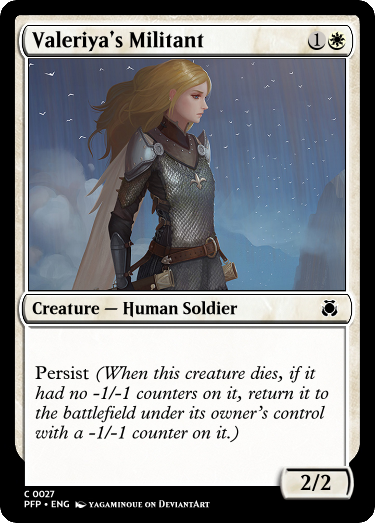 Valeriya's Militant 1
Creature — Human Soldier
Persist (When this creature dies, if it
had no -1/-1 counters on it, return it to
the battlefield under its owner's control
with a -1/-1 counter on it.)
2/2
C 0027
PFP • ENG YAGAMINOUE ON DEVIANTART